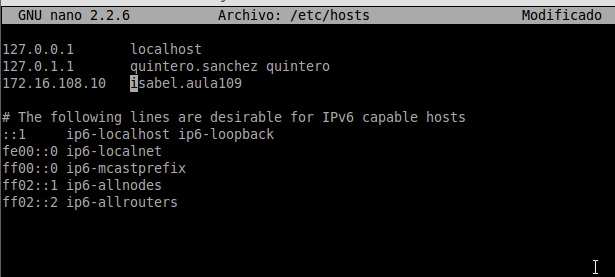 GNU nano 2.2.6 Archivo: /etc/hosts Modificado
127.0.0.1 localhost
127.0.1.1 quintero.sanchez quintero
172.16.108.10 isabel.aula109
# The following lines are desirable for IPv6 capable hosts
::1 ip6-localhost ip6-loopback
fe00::0 ip6-localnet
ff00::0 ip6-mcastprefix
ff02::1 ip6-allnodes
ff02::2 ip6-allrouters